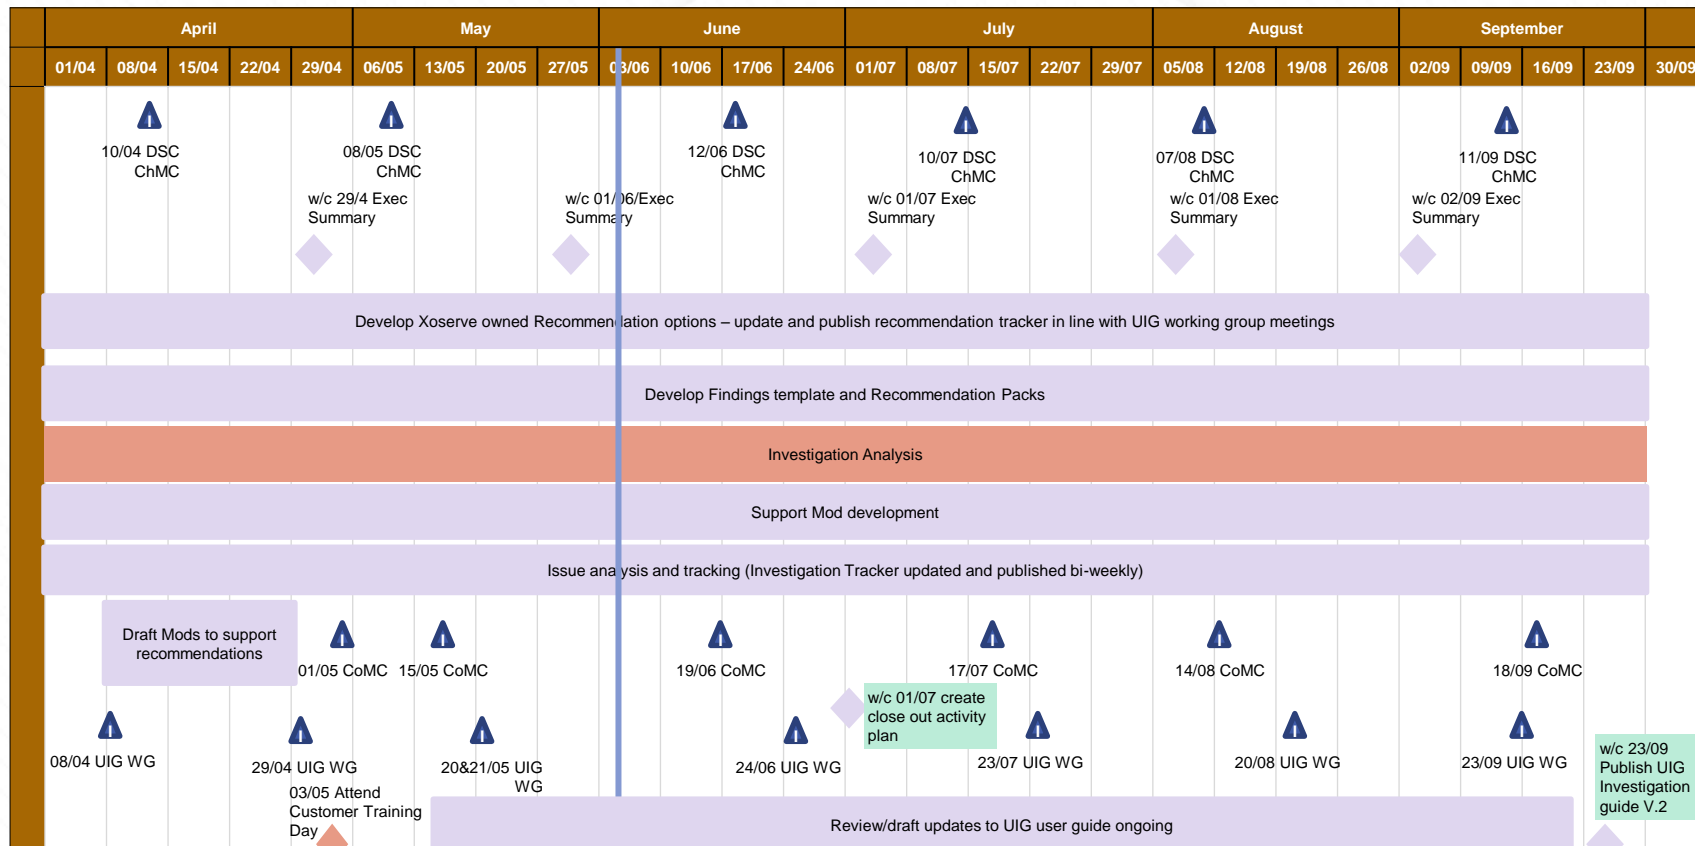 April May June July August September
01/04 08/04 15/04 22/04 29/04 06/05 13/05 20/05 27/05 03/06 10/06 17/06 24/06 01/07 08/07 15/07 22/07 29/07 05/08 12/08 19/08 26/08 02/09 09/09 16/09 23/09 30/09
10/04 DSC
ChMC
08/05 DSC
ChMC
12/06 DSC
ChMC
10/07 DSC
ChMC
07/08 DSC
ChMC
11/09 DSC
ChMC
w/c 29/4 Exec
Summary
w/c 01/06/Exec
Summary
w/c 01/07 Exec
Summary
w/c 01/08 Exec
Summary
w/c 02/09 Exec
Summary
Develop Xoserve owned Recommendation options – update and publish recommendation tracker in line with UIG working group meetings
Develop Findings template and Recommendation Packs
Investigation Analysis
Support Mod development
Issue analysis and tracking (Investigation Tracker updated and published bi-weekly)
Draft Mods to support
recommendations
01/05 CoMC
15/05 CoMC
19/06 CoMC
17/07 CoMC
14/08 CoMC
18/09 CoMC
w/c 01/07 create
close out activity
plan
08/04 UIG WG
29/04 UIG WG
20&21/05 UIG
WG
24/06 UIG WG
23/07 UIG WG
20/08 UIG WG
23/09 UIG WG
w/c 23/09
Publish UIG
Investigation
guide V.2
03/05 Attend
Customer Training
Day
Review/draft updates to UIG user guide ongoing